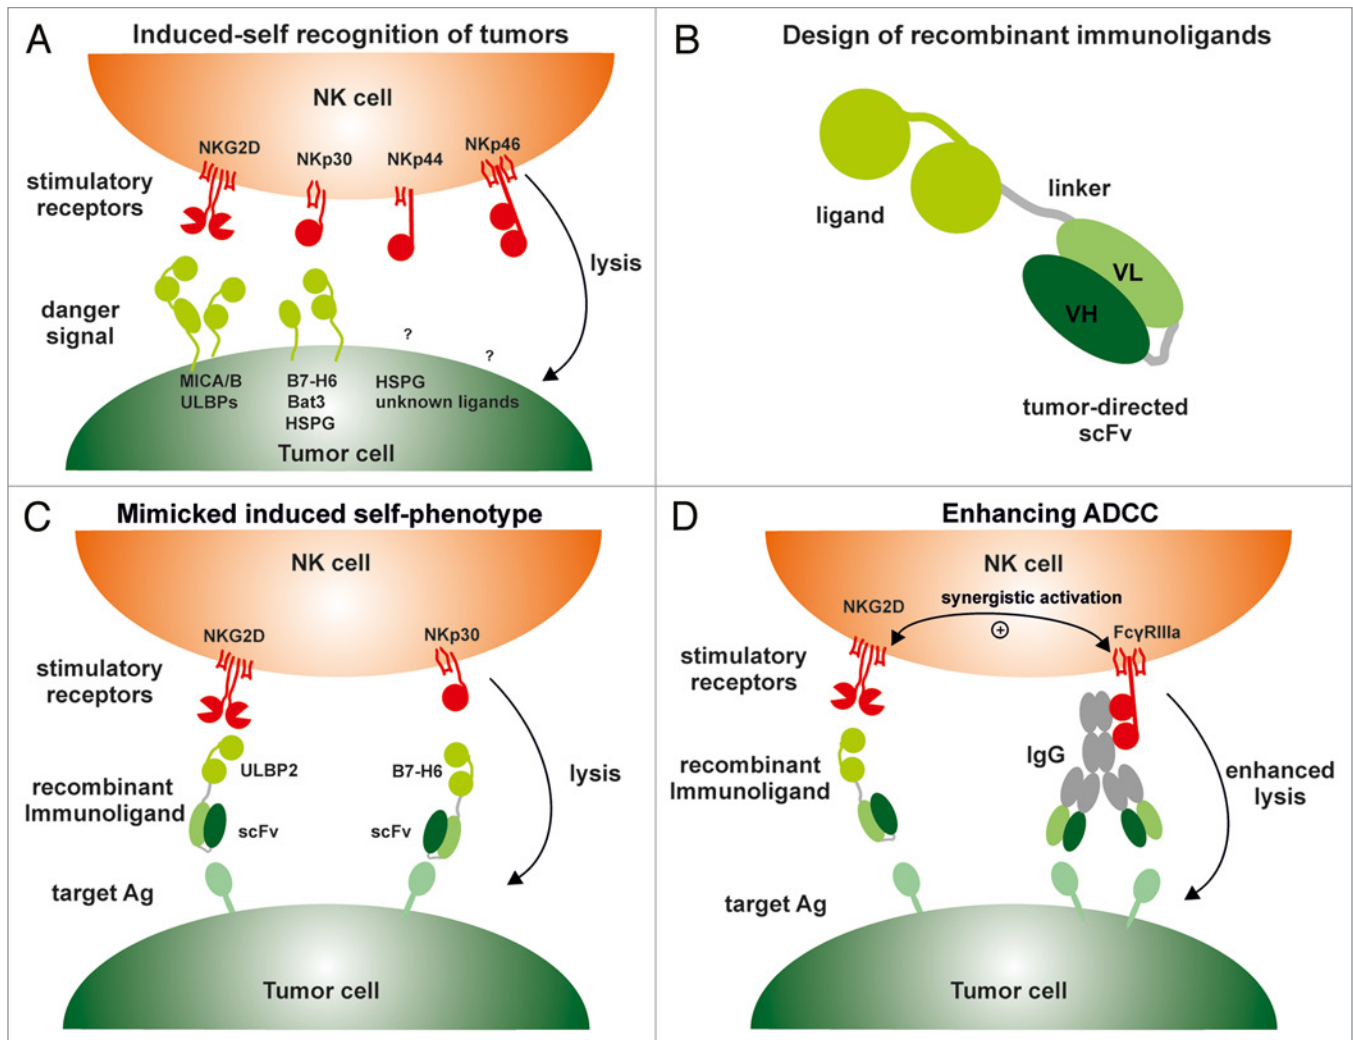 A
Induced-self recognition of tumors
NK cell
NKG2D
NKp30
NKp44
NKp46
stimulatory
receptors
lysis
danger
signal
?
?
MICA/B
ULBPs
B7-H6
Bat3
HSPG
HSPG
unknown ligands
Tumor cell
B
Design of recombinant immunoligands
ligand
linker
VL
VH
tumor-directed
scFv
C
Mimicked induced self-phenotype
NK cell
NKG2D
NKp30
stimulatory
receptors
recombinant
Immunoligand
ULBP2
B7-H6
lysis
scFv
scFv
target Ag
Tumor cell
D
Enhancing ADCC
NK cell
synergistic activation
+
NKG2D
FcγRIIIa
stimulatory
receptors
IgG
recombinant
Immunoligand
enhanced
lysis
target Ag
Tumor cell